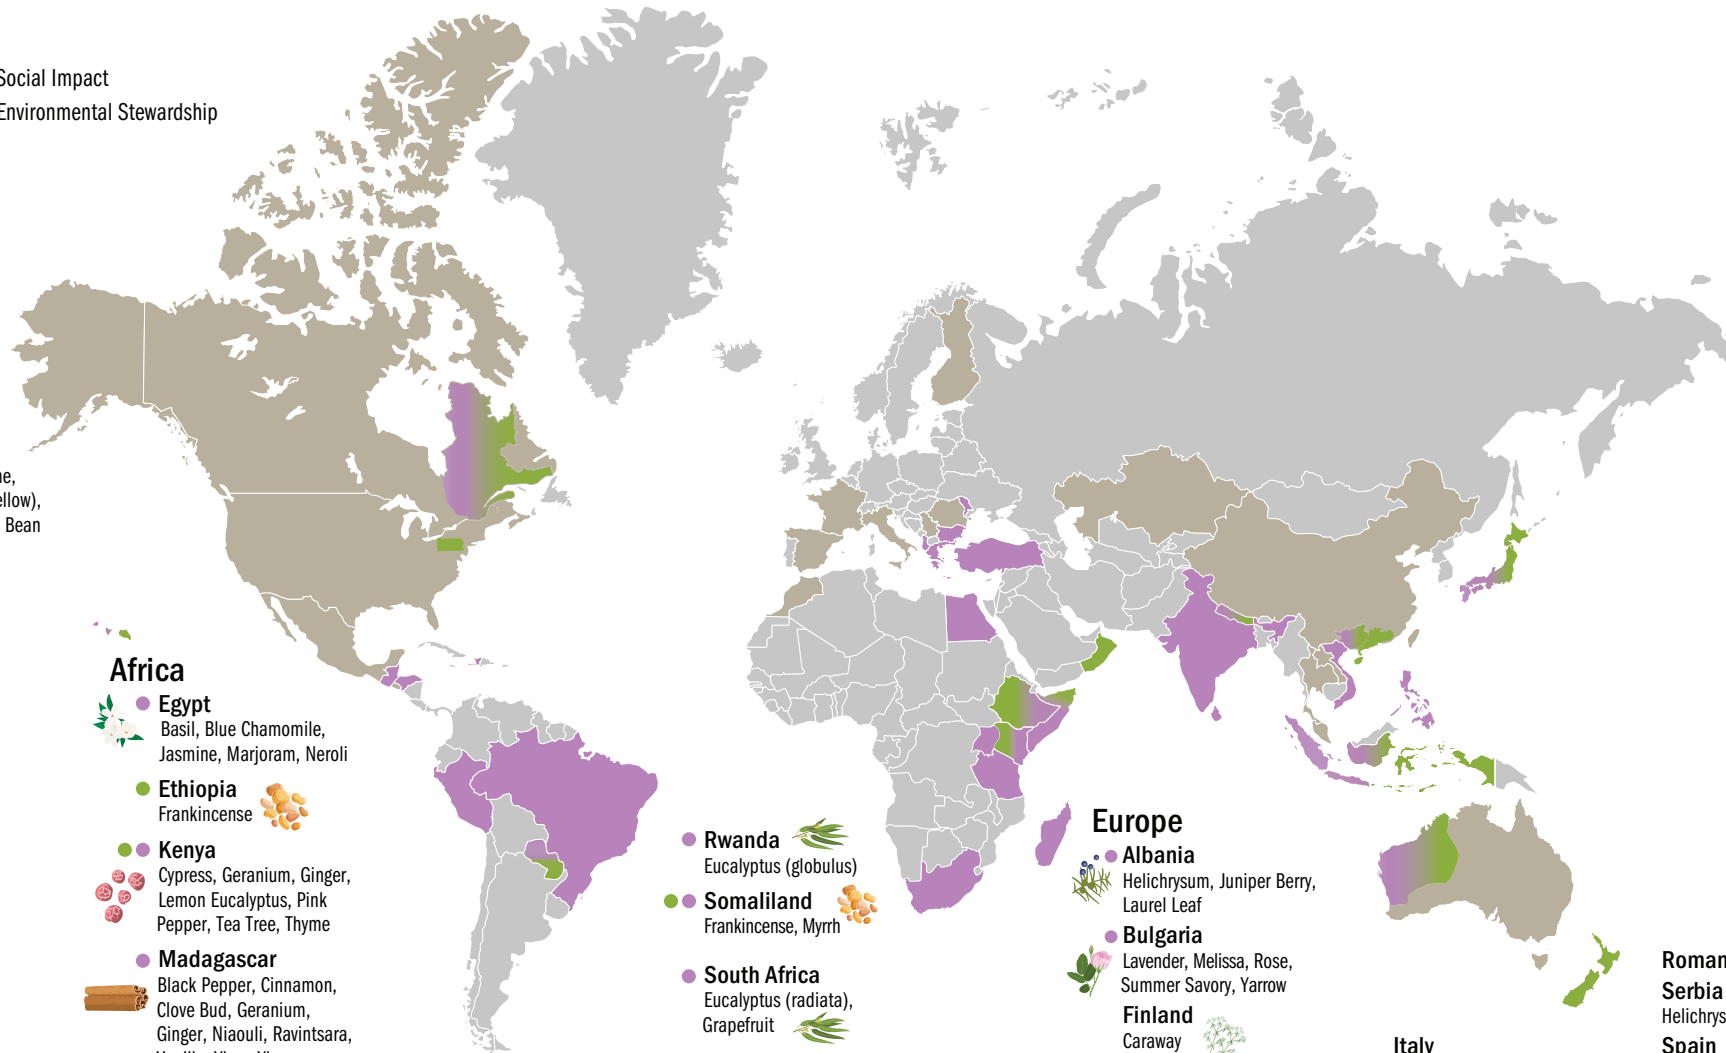 Social Impact
Environmental Stewardship
ellow),
Bean
Africa
Egypt
Basil, Blue Chamomile,
Jasmine, Marjoram, Neroli
Ethiopia
Frankincense
Kenya
Cypress, Geranium, Ginger,
Lemon Eucalyptus, Pink
Pepper, Tea Tree, Thyme
Madagascar
Black Pepper, Cinnamon,
Clove Bud, Geranium,
Ginger, Niaouli, Ravintsara,
Rwanda
Eucalyptus (globulus)
Somaliland
Frankincense, Myrrh
South Africa
Eucalyptus (radiata),
Grapefruit
Europe
Albania
Helichrysum, Juniper Berry,
Laurel Leaf
Bulgaria
Lavender, Melissa, Rose,
Summer Savory, Yarrow
Finland
Caraway
Italy
Roman
Serbia
Helichrys
Spain